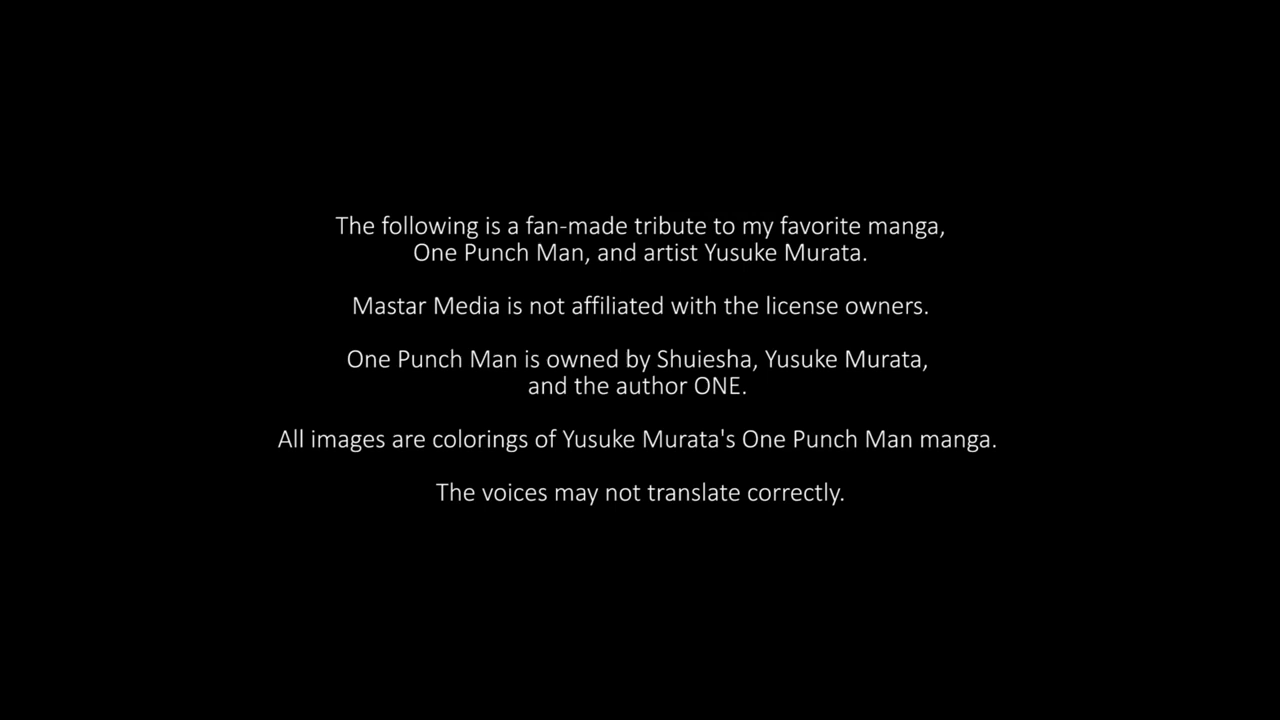 The following is a fan-made tribute to my favorite manga,
One Punch Man, and artist Yusuke Murata.
Mastar Media is not affiliated with the license owners.
One Punch Man is owned by Shuiesha, Yusuke Murata,
and the author ONE.
All images are colorings of Yusuke Murata's One Punch Man manga.
The voices may not translate correctly.